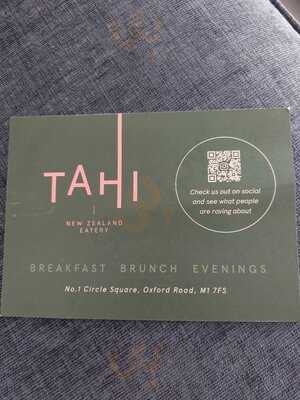 TAHI
NEW ZEALAND
EATERY
Check us out on social
and see what people
are raving about
BREAKFAST BRUNCH EVENINGS
No.1 Circle Square, Oxford Road, M1 7FS